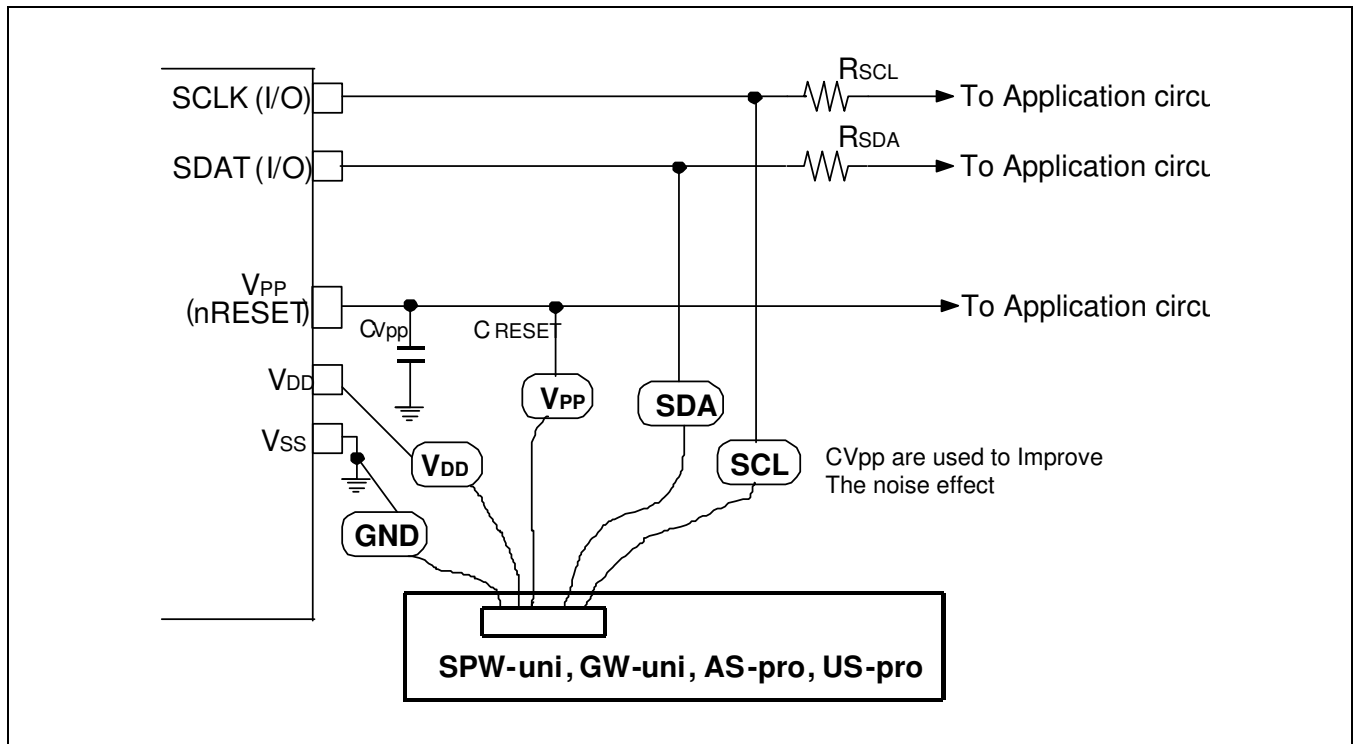 RSCL
SCLK (I/O)
To Application circu
RSDA
SDAT (I/O)
To Application circu
VPP
(nRESET)
To Application circu
CVpp
C RESET
VDD
VPP
SDA
VSS
VDD
SCL
CVpp are used to Improve
The noise effect
GND
SPW-uni, GW-uni, AS-pro, US-pro